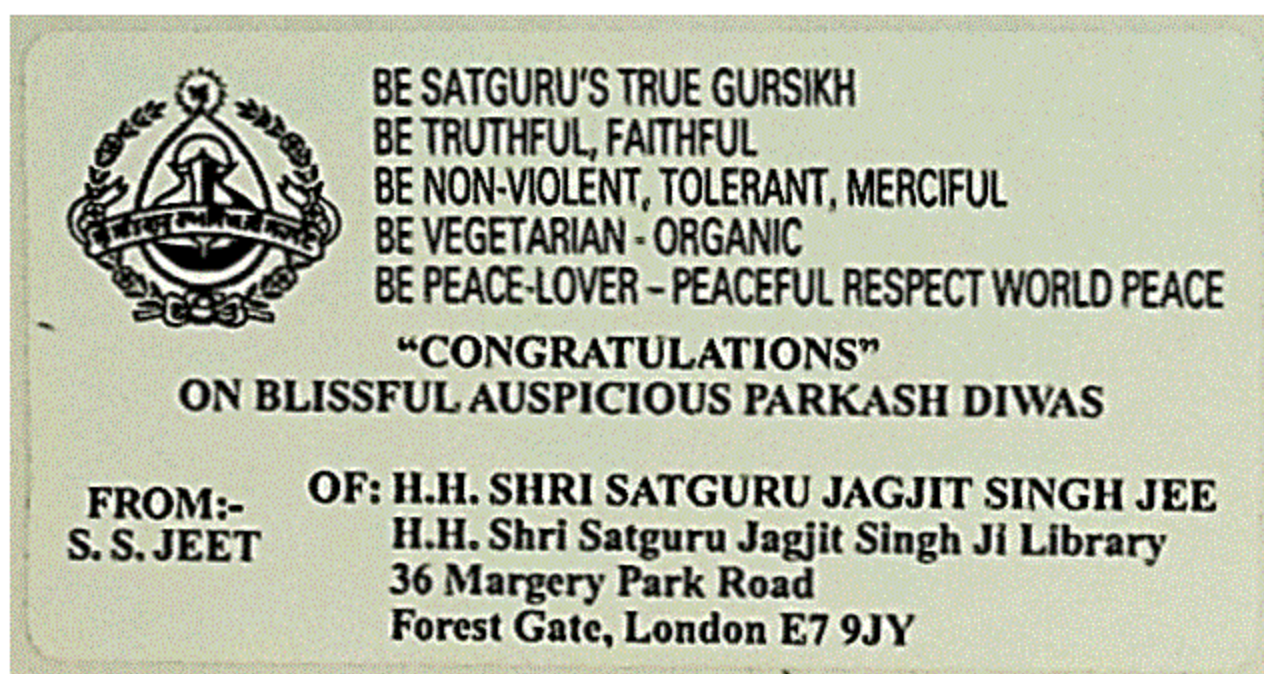 BE SATGURU'S TRUE GURSIKH
BE TRUTHFUL, FAITHFUL
BE NON-VIOLENT, TOLERANT, MERCIFUL
BE VEGETARIAN - ORGANIC
BE PEACE-LOVER – PEACEFUL RESPECT WORLD PEACE
“CONGRATULATIONS”
ON BLISSFUL AUSPICIOUS PARKASH DIWAS
FROM:-
S. S. JEET
OF: H.H. SHRI SATGURU JAGJIT SINGH JEE
H.H. Shri Satguru Jagjit Singh Ji Library
36 Margery Park Road
Forest Gate, London E7 9JY